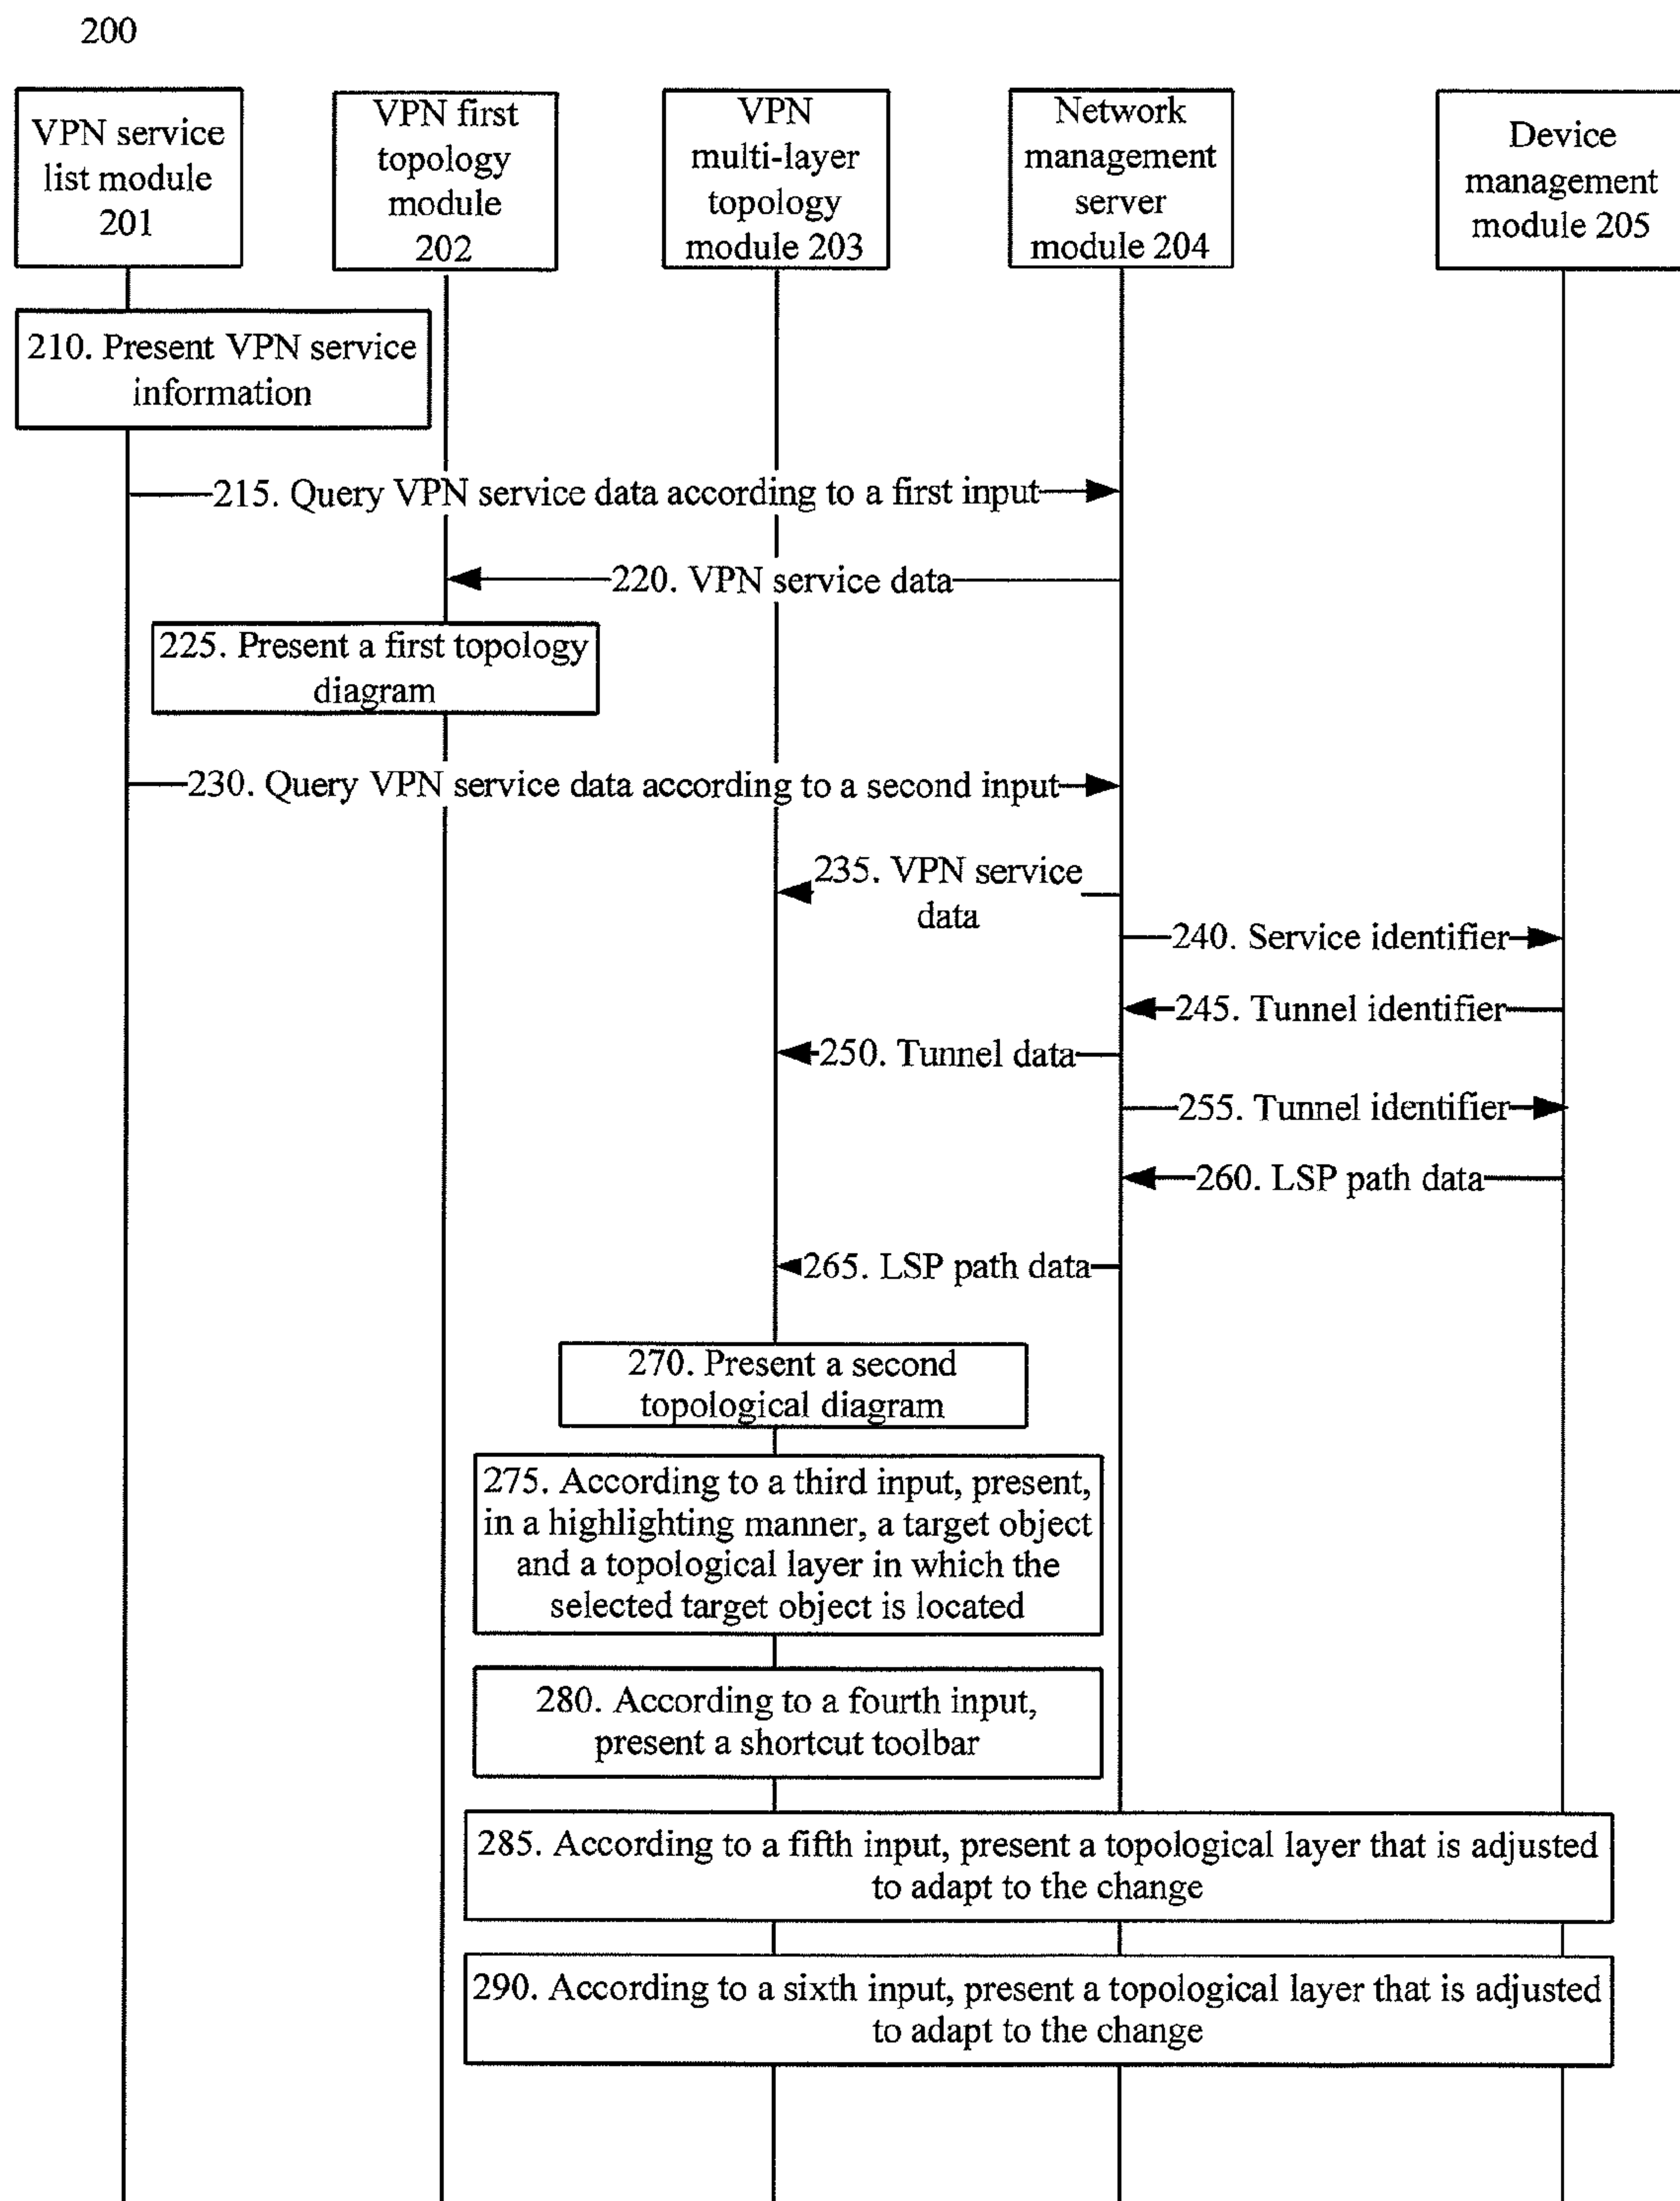 200
VPN service
list module
201
VPN first
topology
module
202
VPN
multi-layer
topology
module 203
Network
management
server
module 204
Device
management
module 205
210. Present VPN service
information
215. Query VPN service data according to a first input
220. VPN service data
225. Present a first topology
diagram
230. Query VPN service data according to a second input
235. VPN service
data
240. Service identifier
245. Tunnel identifier
250. Tunnel data
255. Tunnel identifier
260. LSP path data
265. LSP path data
270. Present a second
topological diagram
275. According to a third input, present,
in a highlighting manner, a target object
and a topological layer in which the
selected target object is located
280. According to a fourth input,
present a shortcut toolbar
285. According to a fifth input, present a topological layer that is adjusted
to adapt to the change
290. According to a sixth input, present a topological layer that is adjusted
to adapt to the change